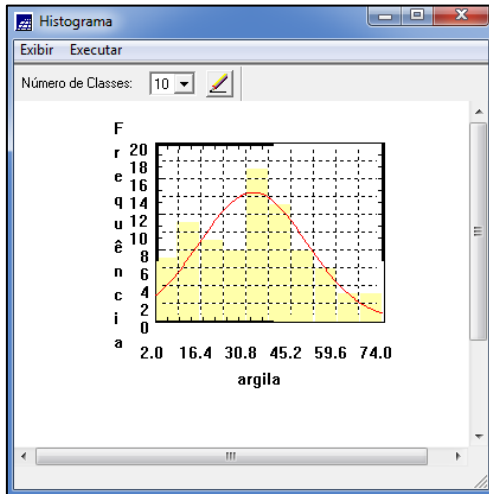 Histograma
Exibir Executar
Número de Classes: 10
Frequência
20
18
16
14
12
10
8
6
4
2
0
2.0 16.4 30.8 45.2 59.6 74.0
argila